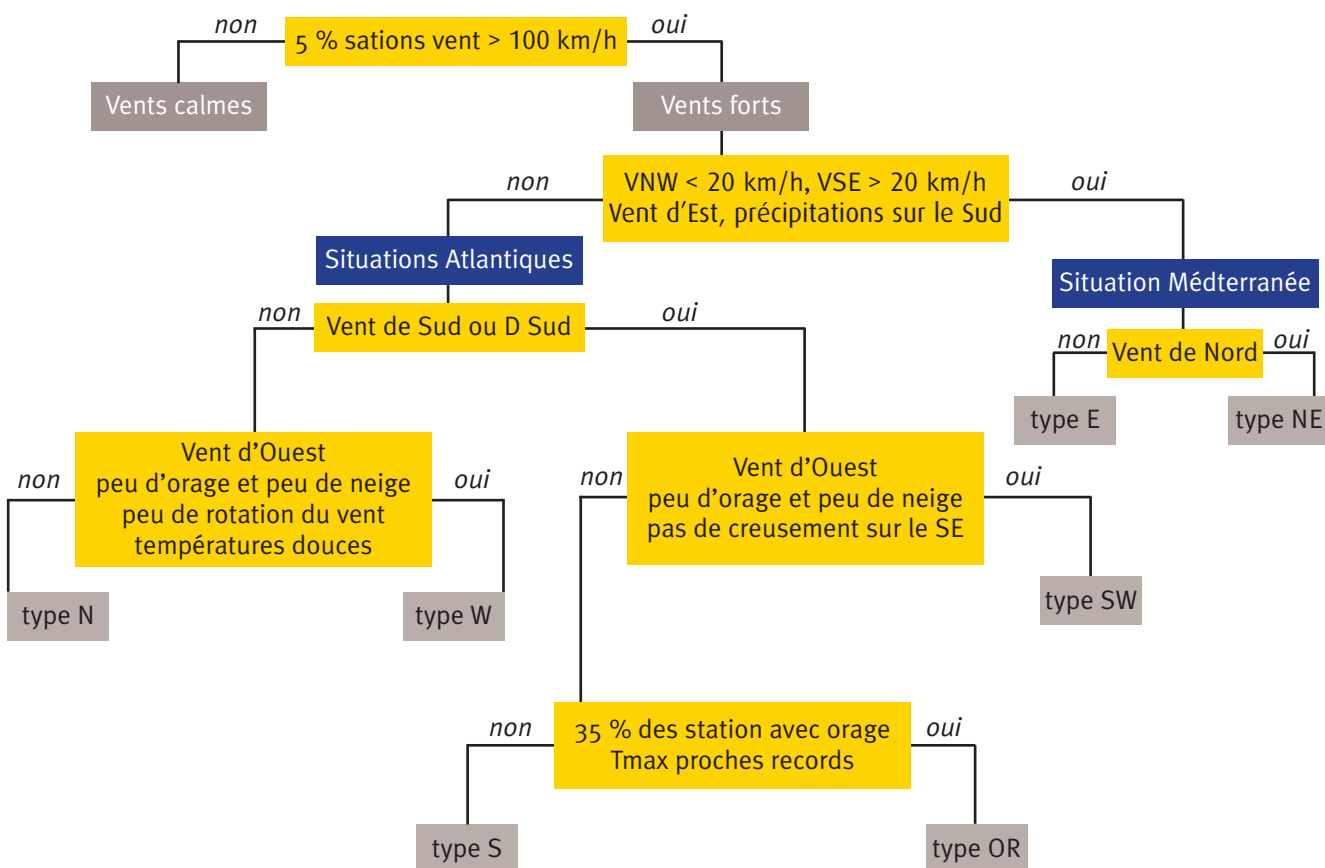 non
5 % sations vent > 100 km/h
oui
Vents calmes
Vents forts
non
VNW < 20 km/h, VSE > 20 km/h
Vent d'Est, précipitations sur le Sud
oui
Situations Atlantiques
Situation Médterranée
non
Vent de Sud ou D Sud
oui
non
Vent de Nord
oui
type E
type NE
non
Vent d'Ouest
peu d'orage et peu de neige
peu de rotation du vent
températures douces
oui
non
Vent d'Ouest
peu d'orage et peu de neige
pas de creusement sur le SE
oui
type N
type W
type SW
non
35 % des station avec orage
Tmax proches records
oui
type S
type OR